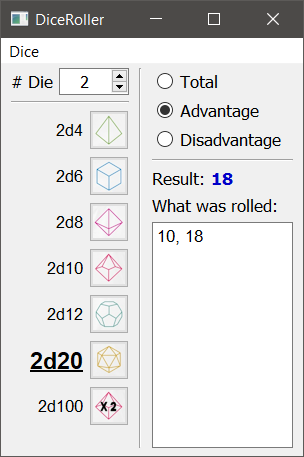 DiceRoller
Dice
# Die 2
Total
Advantage
Disadvantage
2d4
2d6
2d8
2d10
2d12
2d20
2d100 X 2
Result: 18
What was rolled:
10, 18